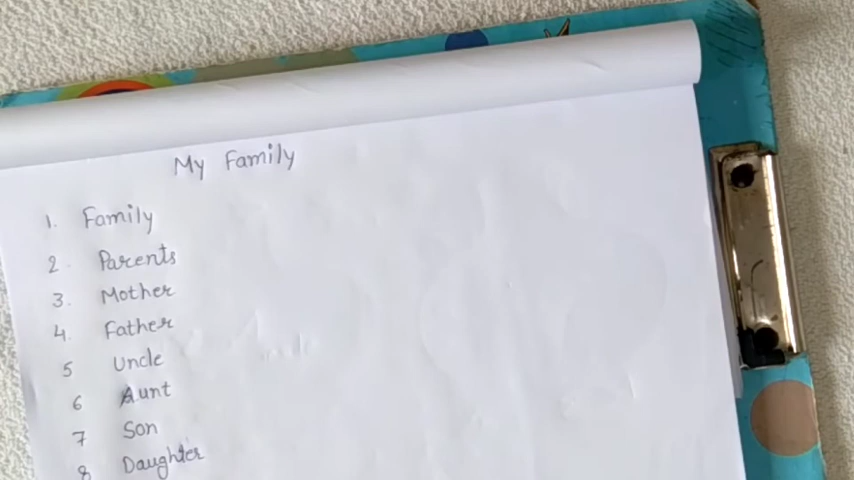 My Family
1. Family
2. Parents
3. Mother
4. Father
5 Uncle
6 Aunt
7 Son
8 Daughter